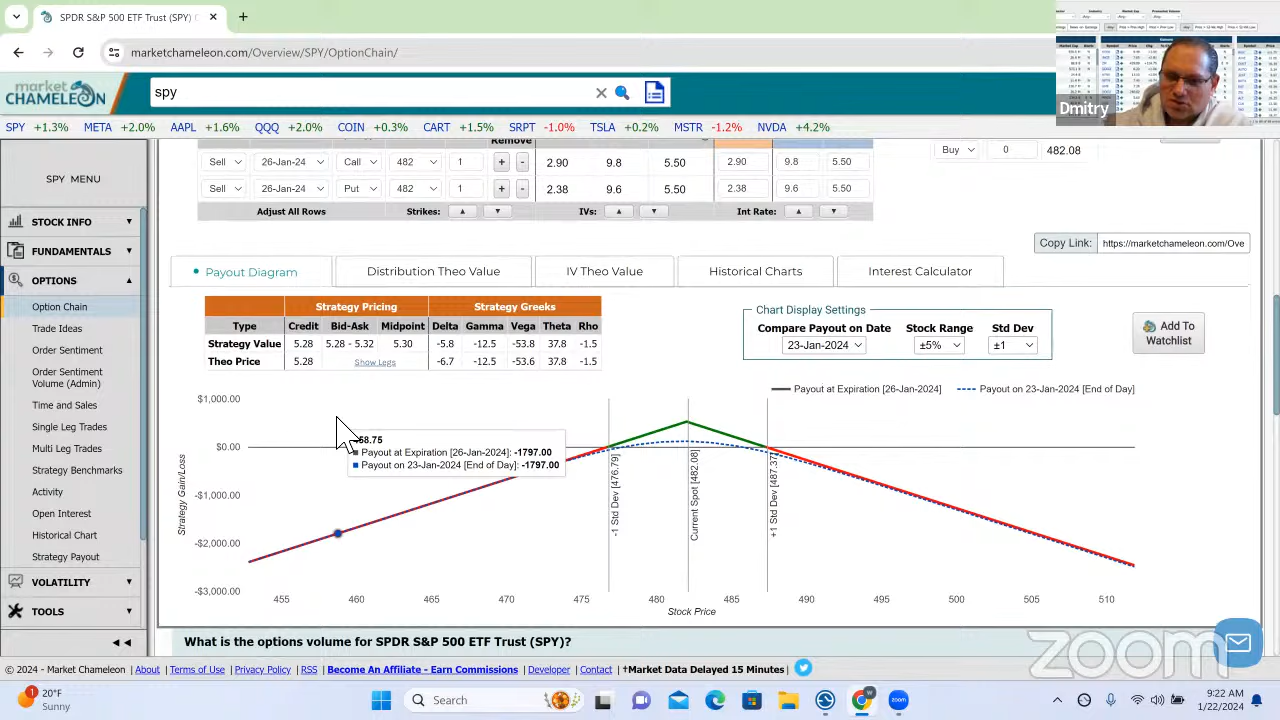 DSPDR S&P 500 ETF Trust (SPY)
marketchameleon.com/Overview/SPY/Opti
market
CHAMELEON
spy
Dmitry
SPY +1.3% META +2.0% AAPL +1.6% QQQ +2.0% COIN +2.3% CART +1.5% SRPT 0% TSLA +0.2% MSTR -1.2% NVDA +4.2%
SPY MENU
STOCK INFO
FUNDAMENTALS
OPTIONS
Option Chain
Trade Ideas
Order Sentiment
Order Sentiment
Volatility (Admin)
Time and Sales
Single Leg Trades
Multi Leg Trades
Strategy Benchmarks
Activity
Open Interest
Historical Chart
Strategy Payout
VOLATILITY
TOOLS
Remove
Sell 26-Jan-24 Call 482 1 + - 2.90 9.8 5.50 2.90 9.8 5.50
Buy 0 482.08
Sell 26-Jan-24 Put 482 1 + - 2.38 9.6 5.50 2.38 9.6 5.50
Adjust All Rows Strikes: IVs: Int Rate:
Copy Link: https://marketchameleon.com/Ove
Payout Diagram Distribution Theo Value IV Theo Value Historical Charts Interest Calculator
Strategy Pricing Strategy Greeks
Type Credit Bid-Ask Midpoint Gamma Vega Theta Rho
Strategy Value 5.28 5.28 - 5.32 5.30 -6.8 -12.5 -53.8 37.8 -1.5
Theo Price 5.28 Show Legs -6.7 -12.5 -53.6 37.8 -1.5
Chart Display Settings
Compare Payout on Date Stock Range Std Dev
23-Jan-2024 ±5% ±1
Add To
Watchlist
Payout at Expiration [26-Jan-2024] Payout on 23-Jan-2024 [End of Day]
$1,000.00
$0.00
-$1,000.00
-$2,000.00
-$3,000.00
Strategy Gain/Loss
Payout at Expiration [26-Jan-2024]: -1797.00
Payout on 23-Jan-2024 [End of Day]: -1797.00
-1 Std Dev [476.79]
Current Spot [482.08]
+1 Std Dev [487.37]
455 460 465 470 475 480 485 490 495 500 505 510
Stock Price
What is the options volume for SPDR S&P 500 ETF Trust (SPY)?
zoom
© 2024 - Market Chameleon | About | Terms of Use | Privacy Policy | RSS | Become An Affiliate - Earn Commissions | Developer | Contact | †Market Data Delayed 15 Minutes |
20°F
Sunny
Search
9:22 AM
1/22/2024